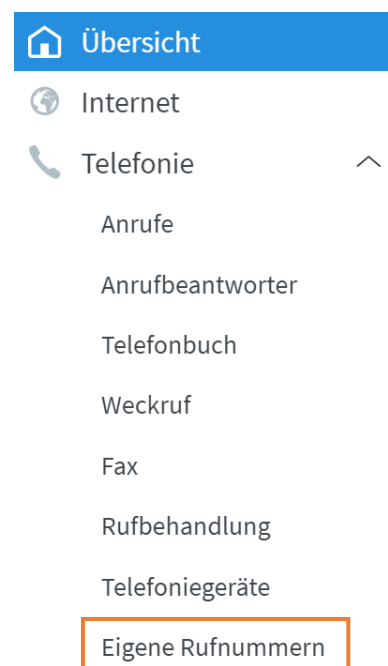 Übersicht
Internet
Telefonie
Anrufe
Anrufbeantworter
Telefonbuch
Weckruf
Fax
Rufbehandlung
Telefoniegeräte
Eigene Rufnummern